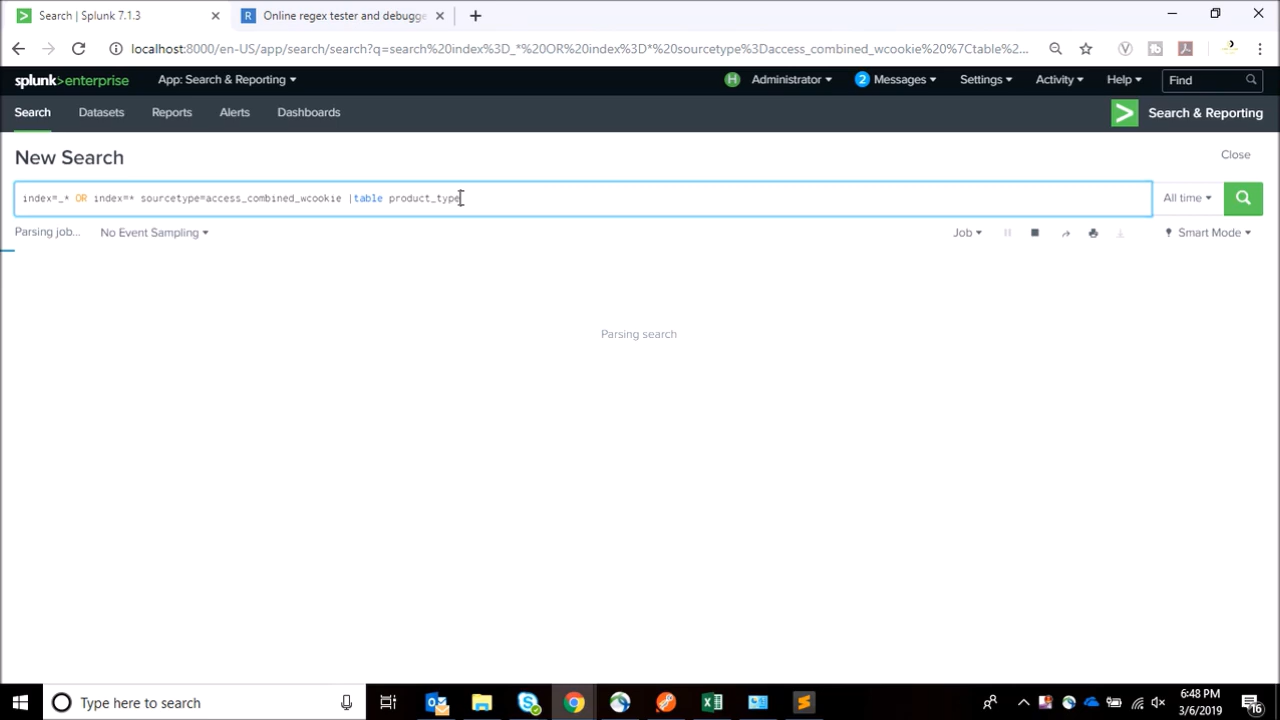 Search | Splunk 7.1.3
Online regex tester and debugge
localhost:8000/en-US/app/search/search?q=search%20index%3D_*%20OR%20index%3D*%20sourcetype%3Daccess_combined_wcookie%20%7Ctable%2...
splunk>enterprise
App: Search & Reporting
H
Administrator
2 Messages
Settings
Activity
Help
Find
Search
Datasets
Reports
Alerts
Dashboards
> Search & Reporting
New Search
Close
index=_* OR index=* sourcetype=access_combined_wcookie |table product_type
All time
Parsing job...
No Event Sampling
Job
Smart Mode
Parsing search
Type here to search
6:48 PM
3/6/2019
16